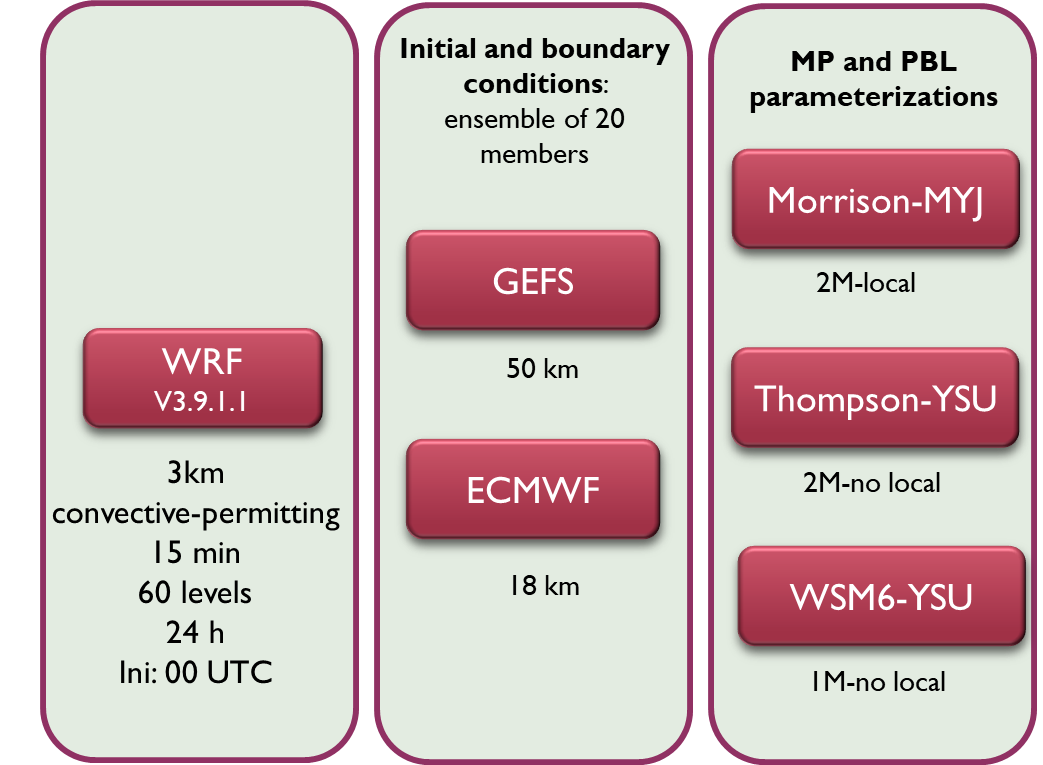 WRF
V3.9.1.1
3km
convective-permitting
15 min
60 levels
24 h
Ini: 00 UTC
Initial and boundary
conditions:
ensemble of 20
members
GEFS
50 km
ECMWF
18 km
MP and PBL
parameterizations
Morrison-MYJ
2M-local
Thompson-YSU
2M-no local
WSM6-YSU
1M-no local